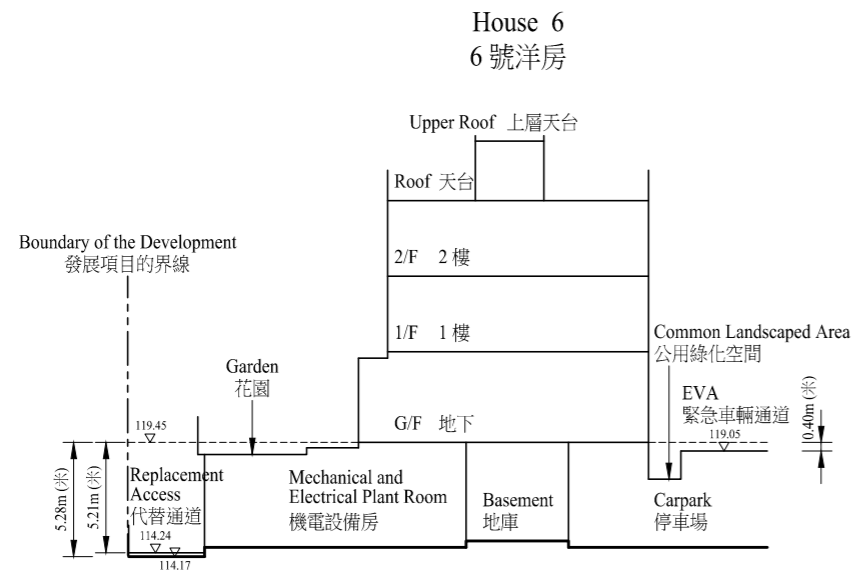 House 6
6 號洋房
Upper Roof 上層天台
Roof 天台
Boundary of the Development
發展項目的界線
2/F 2 樓
1/F 1 樓
Common Landscaped Area
公用綠化空間
Garden
花園
EVA
緊急車輛通道
0.40m (米)
G/F 地下
119.45
119.05
5.28m (米)
5.21m (米)
Replacement
Access
代替通道
Mechanical and
Electrical Plant Room
機電設備房
Basement
地庫
Carpark
停車場
114.24
114.17